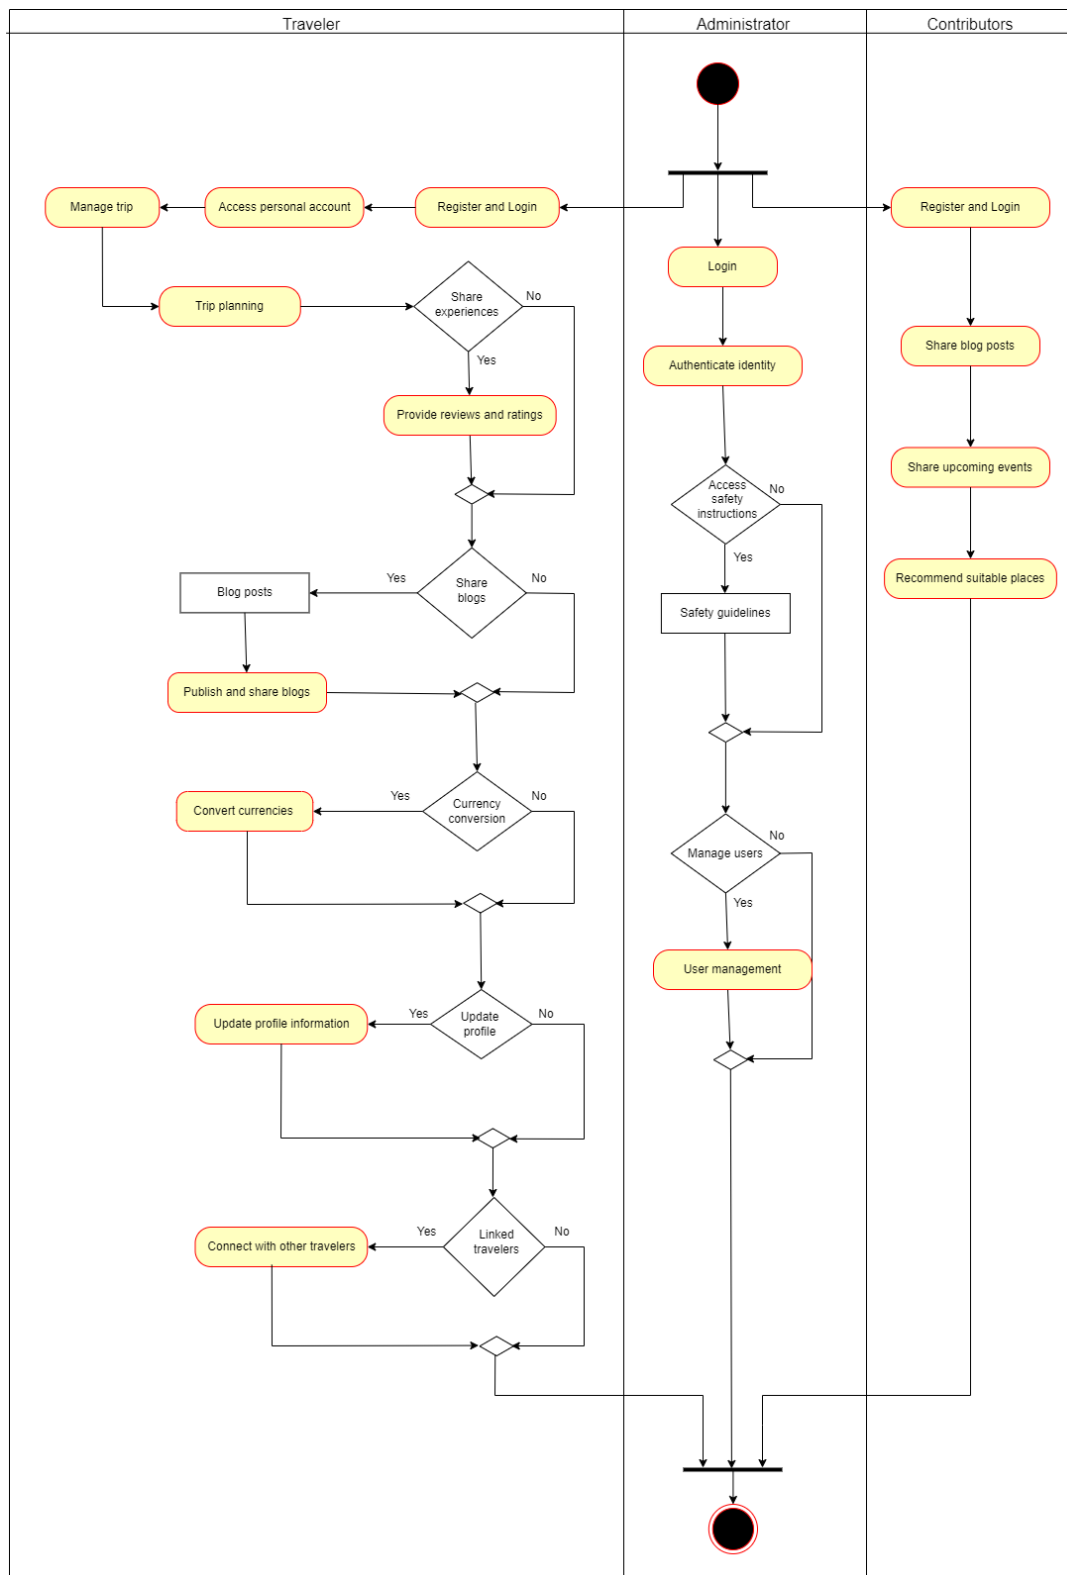 Traveler
Administrator
Contributors
Manage trip
Access personal account
Register and Login
Register and Login
Login
Trip planning
Share
experiences
No
Yes
Share blog posts
Authenticate identity
Provide reviews and ratings
Share upcoming events
Access
safety
instructions
No
Yes
Recommend suitable places
Blog posts
Yes
Share
blogs
No
Safety guidelines
Publish and share blogs
Convert currencies
Yes
Currency
conversion
No
Manage users
No
Yes
User management
Update profile information
Yes
Update
profile
No
Connect with other travelers
Yes
Linked
travelers
No